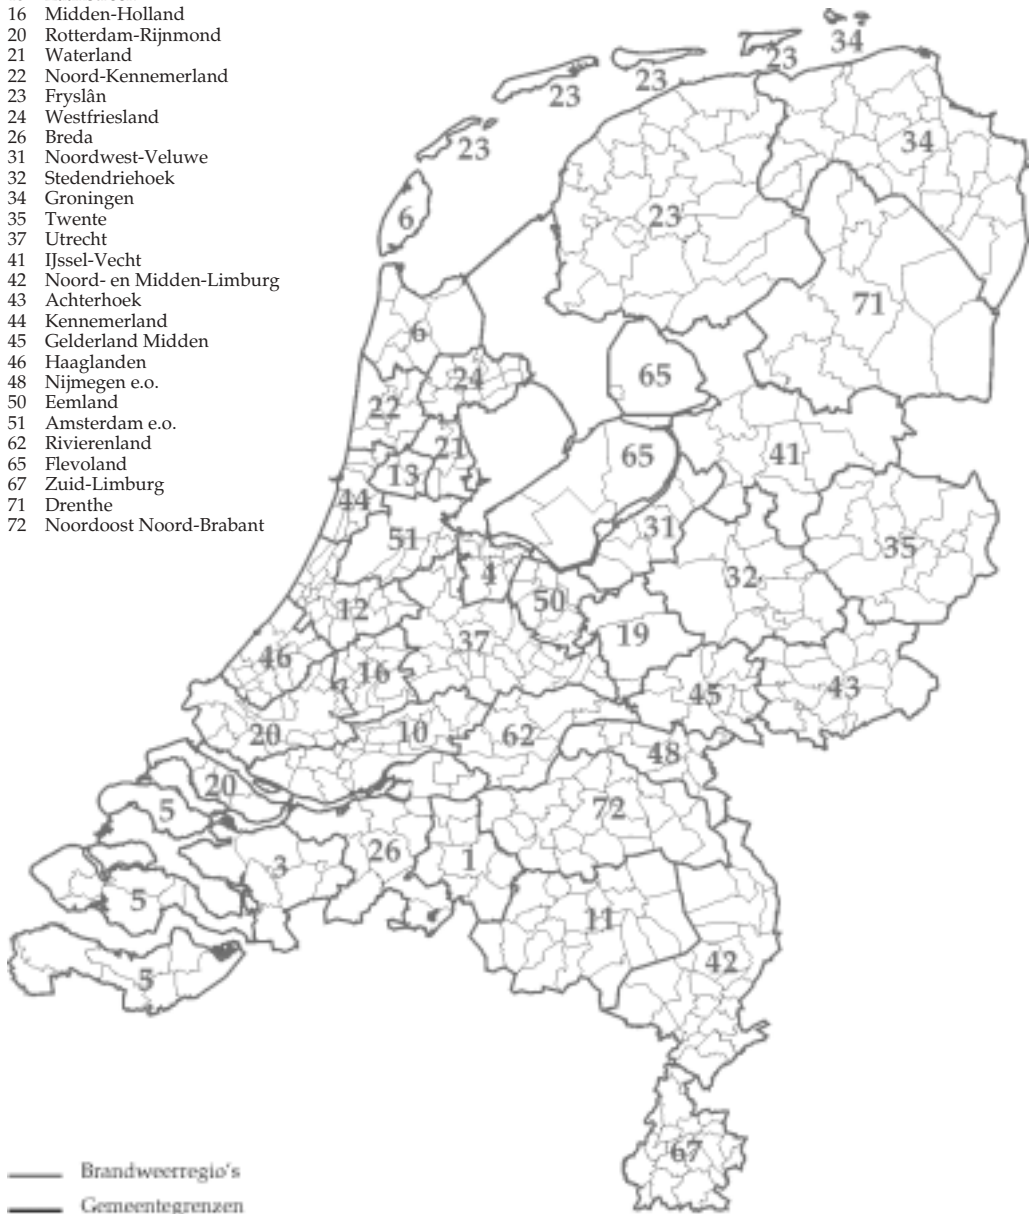 16 Midden-Holland
20 Rotterdam-Rijnmond
21 Waterland
22 Noord-Kennemerland
23 Fryslân
24 Westfriesland
26 Breda
31 Noordwest-Veluwe
32 Stedendriehoek
34 Groningen
35 Twente
37 Utrecht
41 IJssel-Vecht
42 Noord- en Midden-Limburg
43 Achterhoek
44 Kennemerland
45 Gelderland Midden
46 Haaglanden
48 Nijmegen e.o.
50 Eemland
51 Amsterdam e.o.
62 Rivierenland
65 Flevoland
67 Zuid-Limburg
71 Drenthe
72 Noordoost Noord-Brabant
34
23
23
23
23
34
6
23
71
6
65
24
22
21
65
41
13
44
31
51
35
4
32
50
12
19
37
46
16
45
43
10
62
20
48
20
5
72
26
3
1
5
11
42
5
67
Brandweerregio's
Gemeentegrenzen